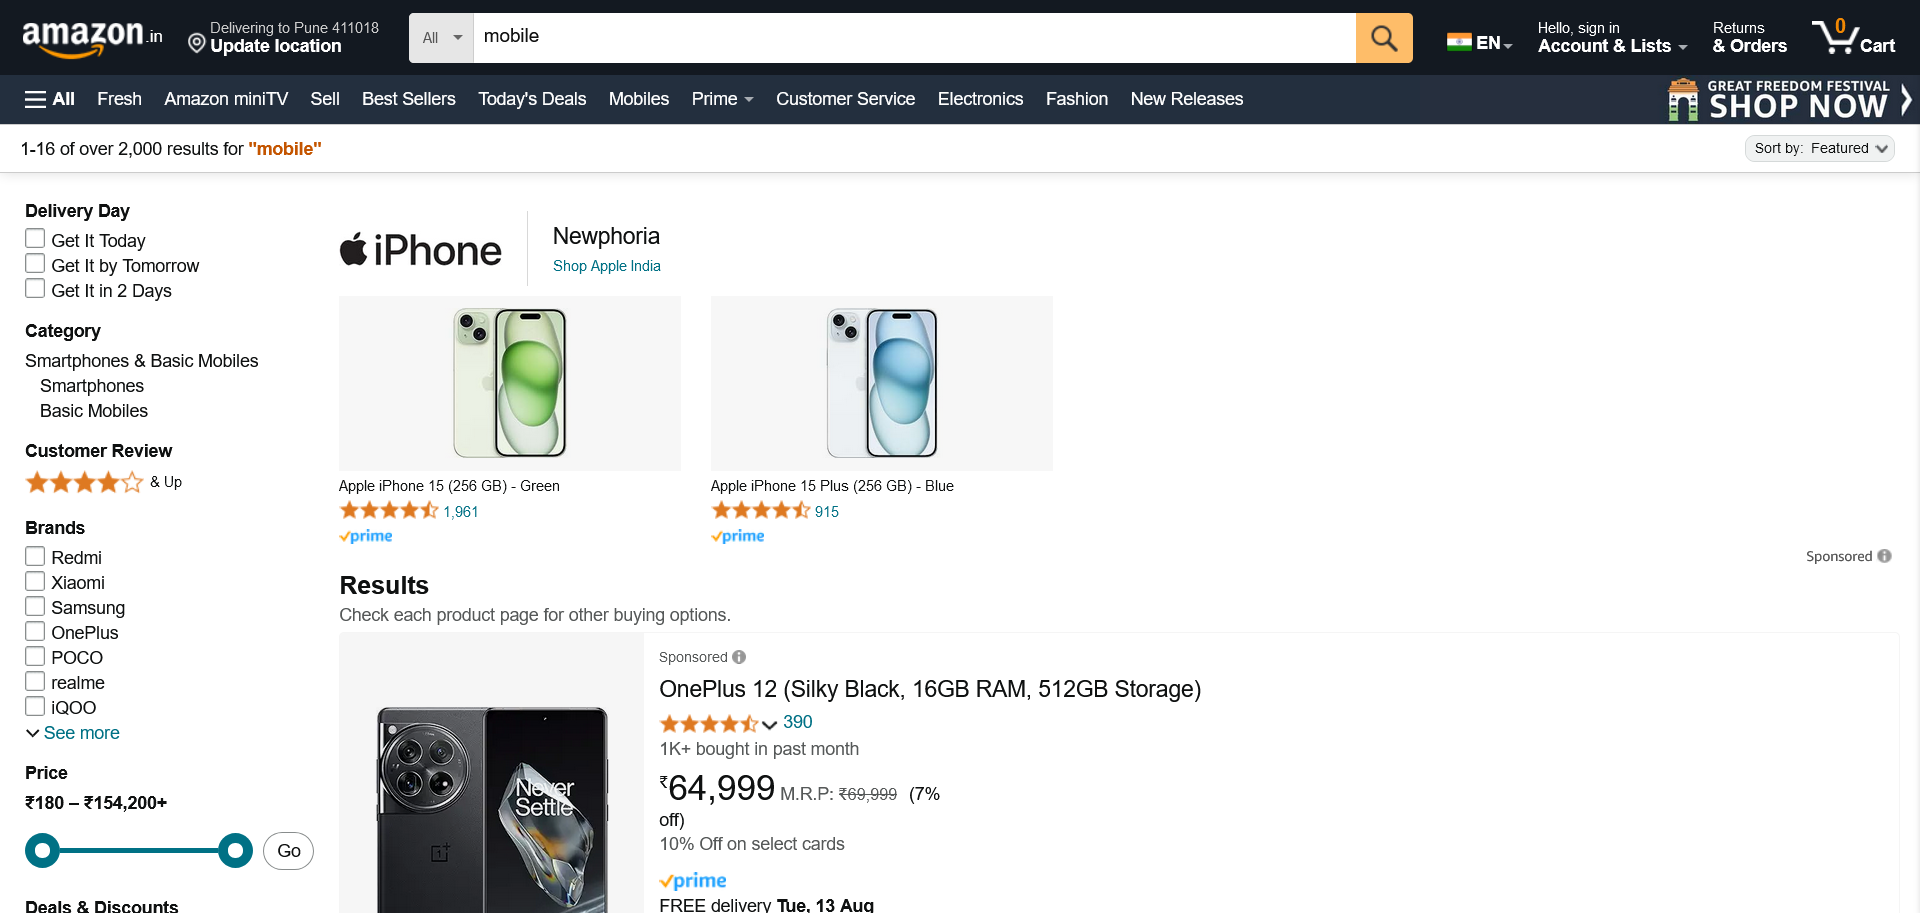 amazon.in
Delivering to Pune 411018
Update location
All
mobile
EN
Hello, sign in
Account & Lists
Returns
& Orders
0
Cart
All
Fresh
Amazon miniTV
Sell
Best Sellers
Today's Deals
Mobiles
Prime
Customer Service
Electronics
Fashion
New Releases
GREAT FREEDOM FESTIVAL
SHOP NOW
1-16 of over 2,000 results for "mobile"
Sort by: Featured
Delivery Day
Get It Today
Get It by Tomorrow
Get It in 2 Days
Category
Smartphones & Basic Mobiles
Smartphones
Basic Mobiles
Customer Review
& Up
Brands
Redmi
Xiaomi
Samsung
OnePlus
POCO
realme
iQOO
See more
Price
₹180 – ₹154,200+
Go
Deals & Discounts
iPhone
Newphoria
Shop Apple India
Apple iPhone 15 (256 GB) - Green
1,961
prime
Apple iPhone 15 Plus (256 GB) - Blue
915
prime
Sponsored
Results
Check each product page for other buying options.
Never
Settle
Sponsored
OnePlus 12 (Silky Black, 16GB RAM, 512GB Storage)
390
1K+ bought in past month
₹64,999 M.R.P: ₹69,999 (7%
off)
10% Off on select cards
prime
FREE delivery Tue, 13 Aug